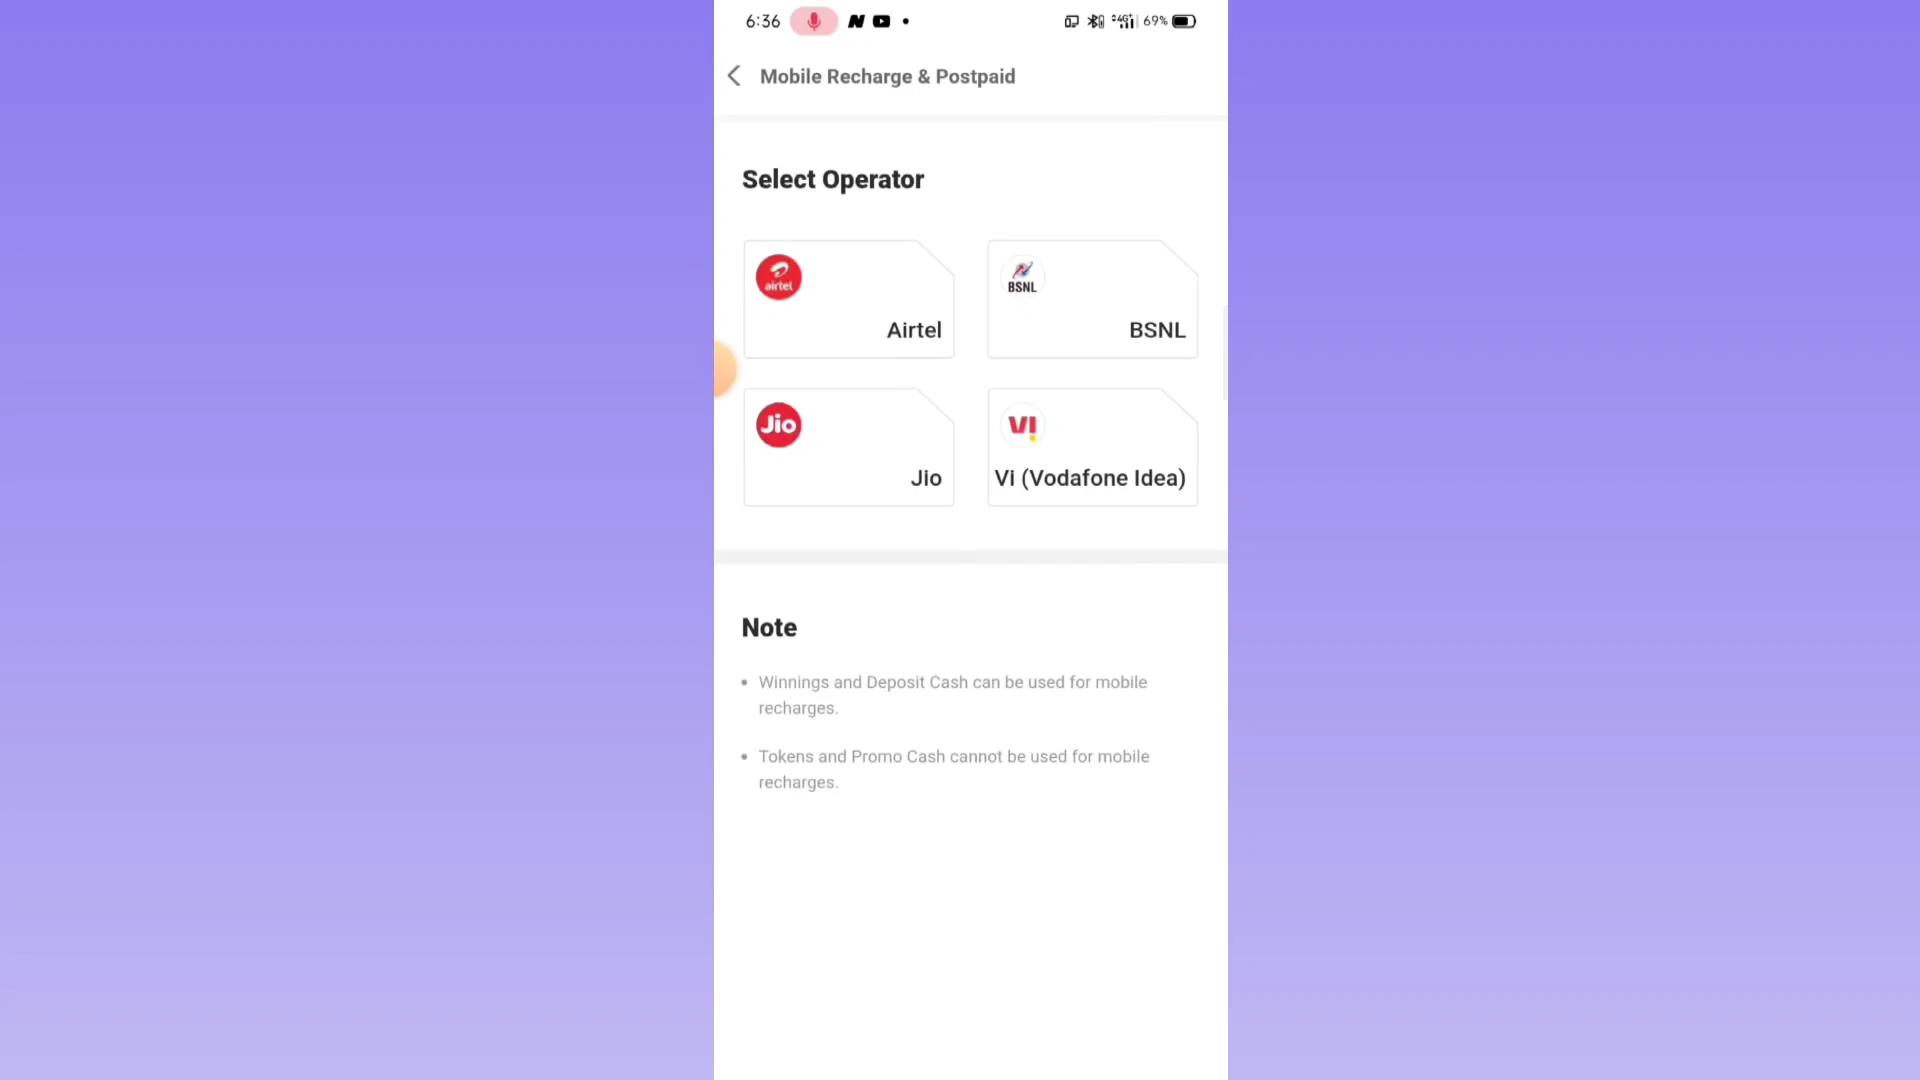 6:36 4G+ 69%
Mobile Recharge & Postpaid
Select Operator
airtel
Airtel
BSNL
BSNL
Jio
Jio
VI
Vi (Vodafone Idea)
Note
• Winnings and Deposit Cash can be used for mobile
recharges.
• Tokens and Promo Cash cannot be used for mobile
recharges.